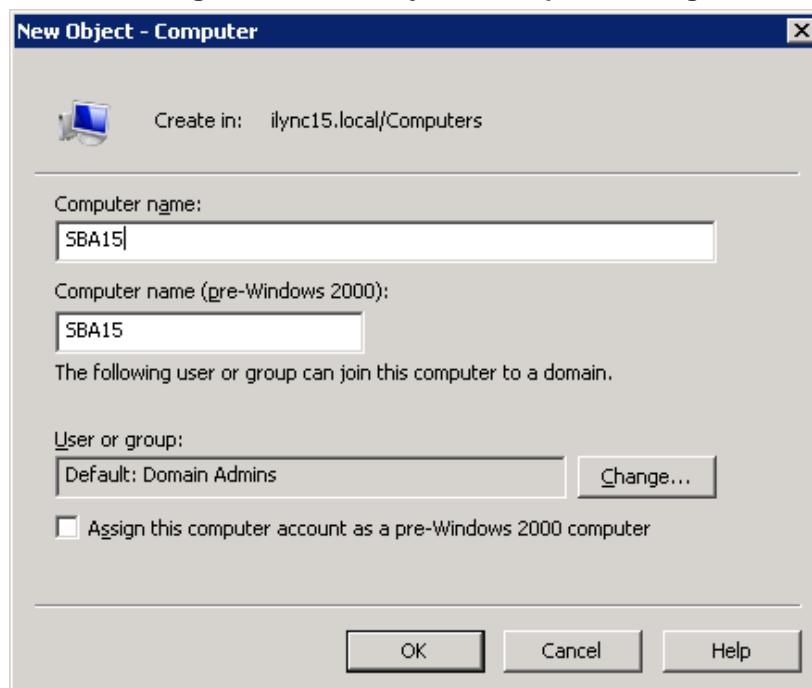 New Object - Computer
Create in: ilync15.local/Computers
Computer name:
SBA15
Computer name (pre-Windows 2000):
SBA15
The following user or group can join this computer to a domain.
User or group:
Default: Domain Admins
Change...
Assign this computer account as a pre-Windows 2000 computer
OK Cancel Help